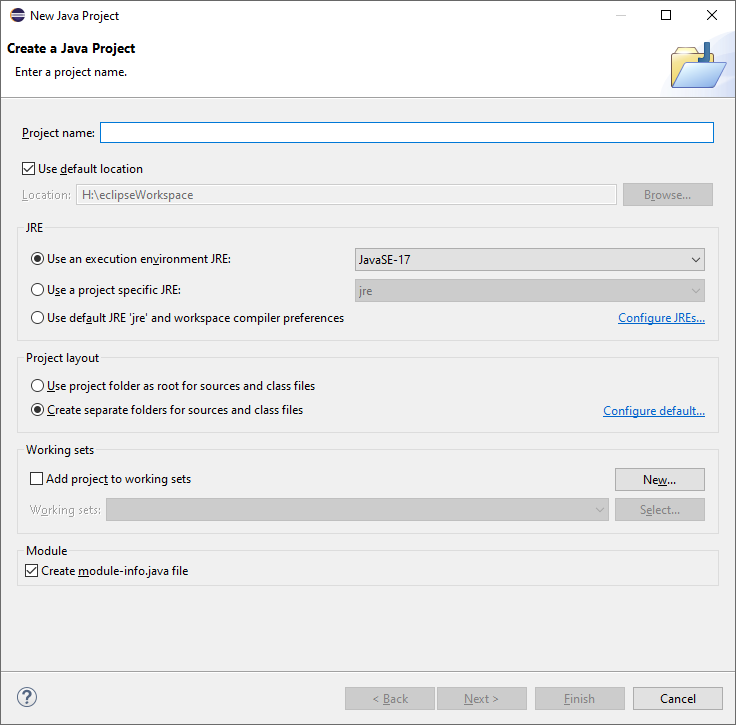 New Java Project
Create a Java Project
Enter a project name.
Project name:
Use default location
Location: H:\eclipseWorkspace Browse...
JRE
Use an execution environment JRE: JavaSE-17
Use a project specific JRE: jre
Use default JRE 'jre' and workspace compiler preferences Configure JREs...
Project layout
Use project folder as root for sources and class files
Create separate folders for sources and class files Configure default...
Working sets
Add project to working sets New...
Working sets: Select...
Module
Create module-info.java file
? < Back Next > Finish Cancel